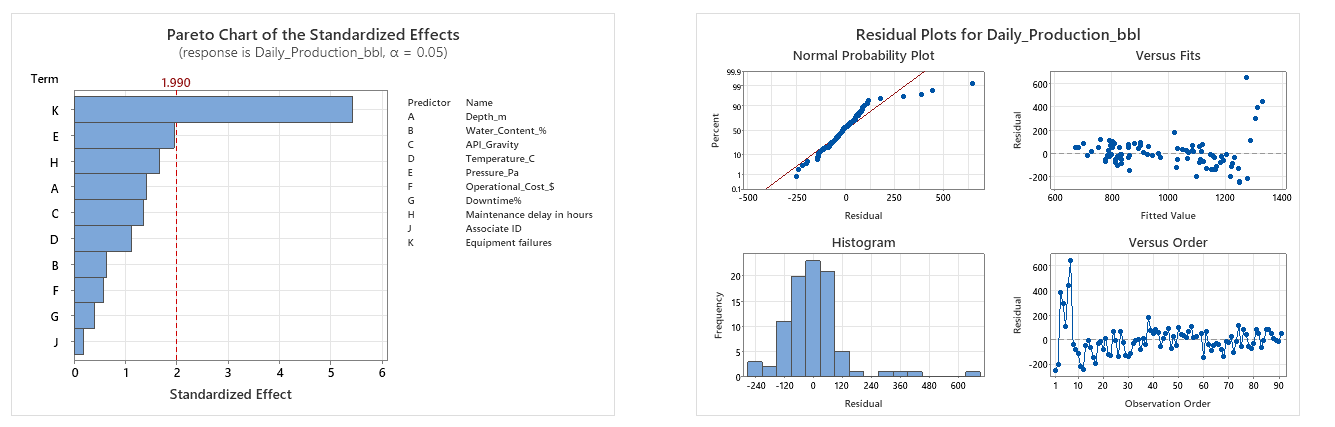 Pareto Chart of the Standardized Effects
(response is Daily_Production_bbl, α = 0.05)
Term
1.990
K
E
H
A
C
D
B
F
G
J
0 1 2 3 4 5 6
Standardized Effect
Predictor Name
A Depth_m
B Water_Content_%
C API_Gravity
D Temperature_C
E Pressure_Pa
F Operational_Cost_$
G Downtime%
H Maintenance delay in hours
J Associate ID
K Equipment failures
Residual Plots for Daily_Production_bbl
Normal Probability Plot
99.9
99
90
50
10
1
0.1
Percent
-500 -250 0 250 500
Residual
Versus Fits
600
400
200
0
-200
Residual
600 800 1000 1200 1400
Fitted Value
Histogram
20
15
10
5
0
Frequency
-240 -120 0 120 240 360 480 600
Residual
Versus Order
600
400
200
0
-200
Residual
1 10 20 30 40 50 60 70 80 90
Observation Order